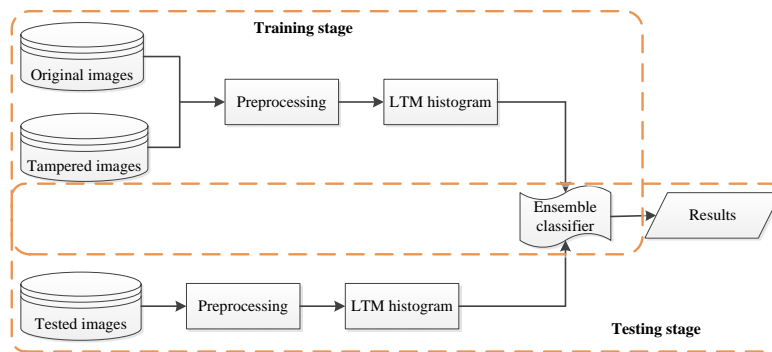 Training stage
Original images
Preprocessing
LTM histogram
Tampered images
Ensemble
classifier
Results
Tested images
Preprocessing
LTM histogram
Testing stage